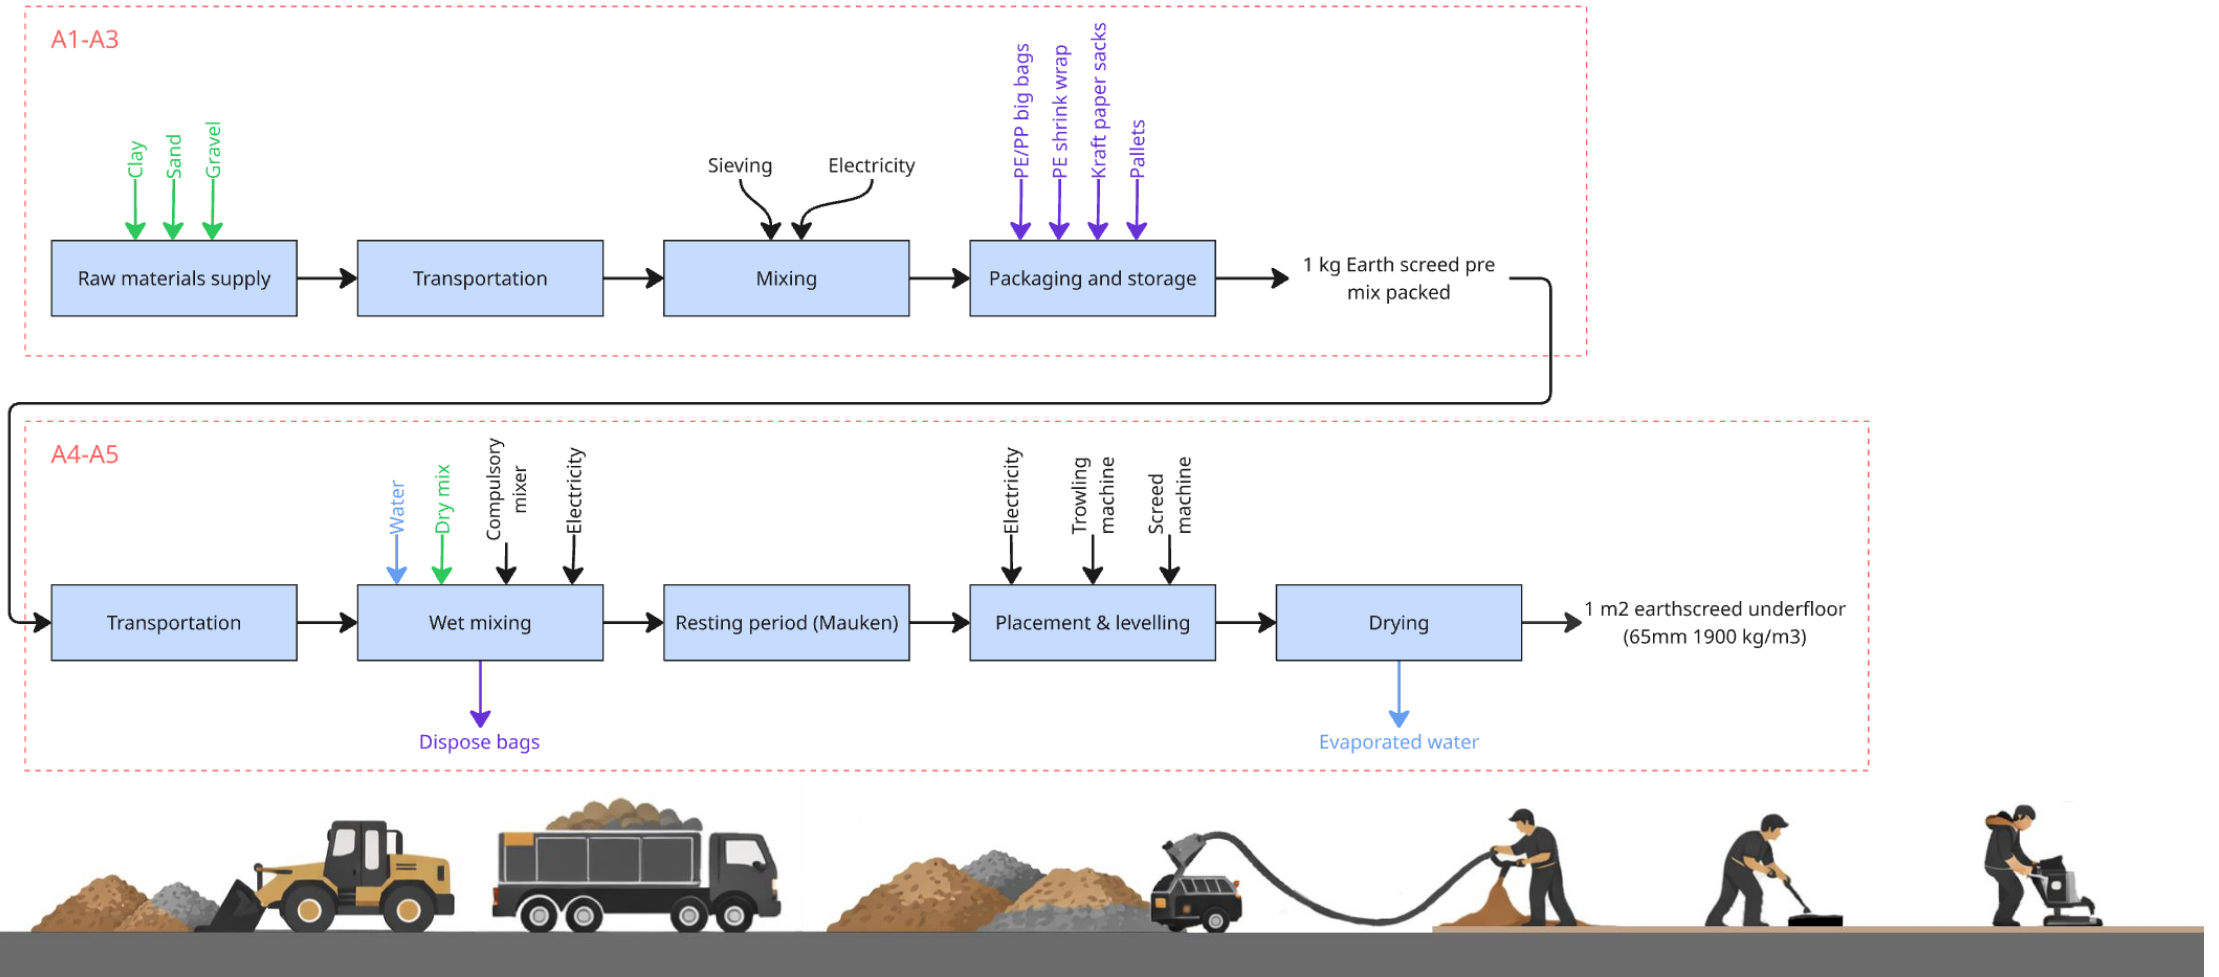 A1-A3
Clay
Sand
Gravel
Sieving
Electricity
PE/PP big bags
PE shrink wrap
Kraft paper sacks
Pallets
Raw materials supply
Transportation
Mixing
Packaging and storage
1 kg Earth screed pre
mix packed
A4-A5
Water
Dry mix
Compulsory
mixer
Electricity
Electricity
Trowling
machine
Screed
machine
Transportation
Wet mixing
Resting period (Mauken)
Placement & levelling
Drying
1 m2 earthscreed underfloor
(65mm 1900 kg/m3)
Dispose bags
Evaporated water